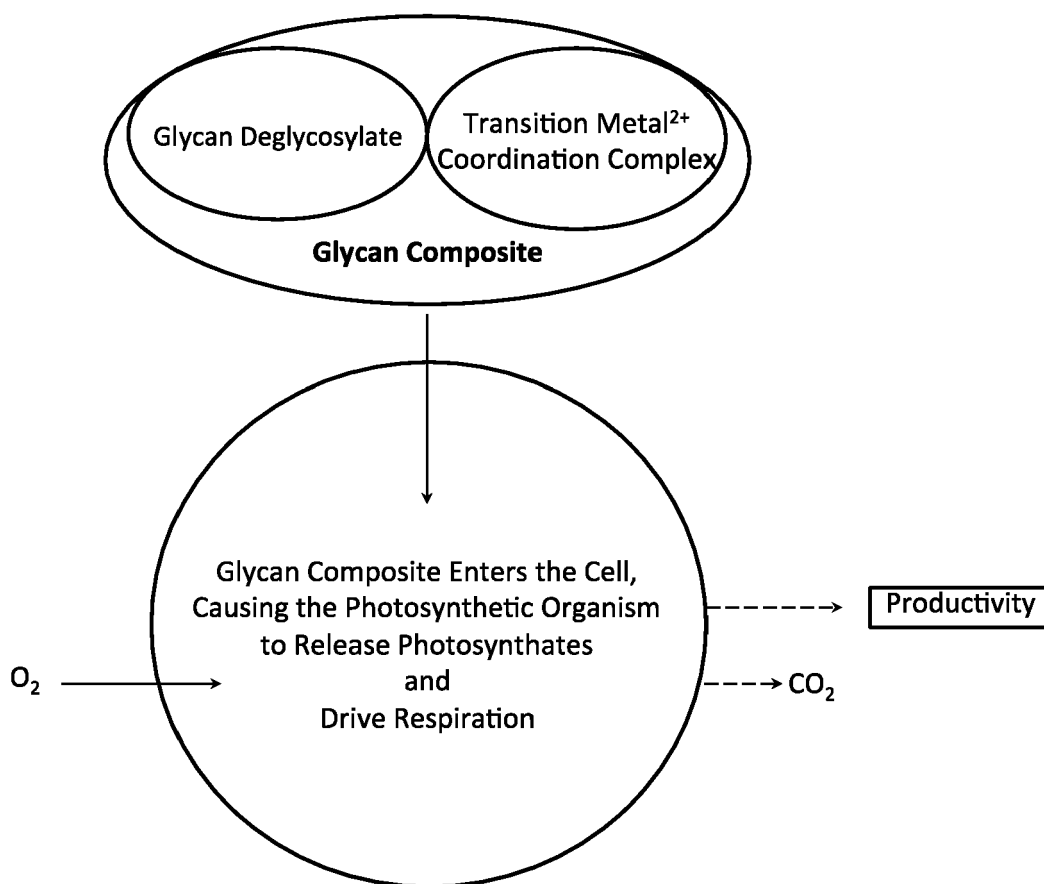 Glycan Deglycosylate
Transition Metal²⁺
Coordination Complex
Glycan Composite
Glycan Composite Enters the Cell,
Causing the Photosynthetic Organism
to Release Photosynthates
and
Drive Respiration
O₂
Productivity
CO₂